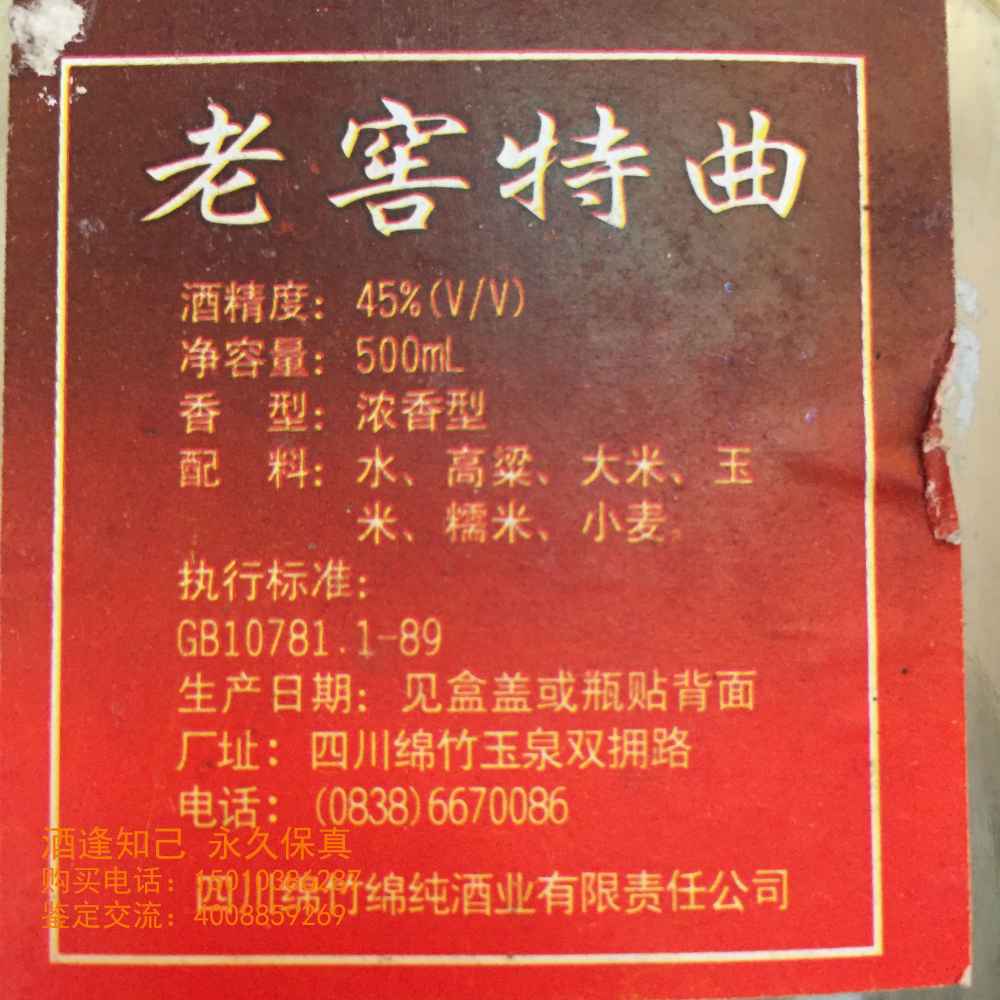 老窖特曲
酒精度: 45%(V/V)
净容量: 500mL
香 型: 浓香型
配 料: 水、高粱、大米、玉
米、糯米、小麦。
执行标准:
GB10781.1-89
生产日期: 见盒盖或瓶贴背面
厂址: 四川绵竹玉泉双拥路
电话: (0838)6670086
酒逢知己 永久保真
购买电话:15010386287
四川绵竹绵纯酒业有限责任公司
鉴定交流:4008859269